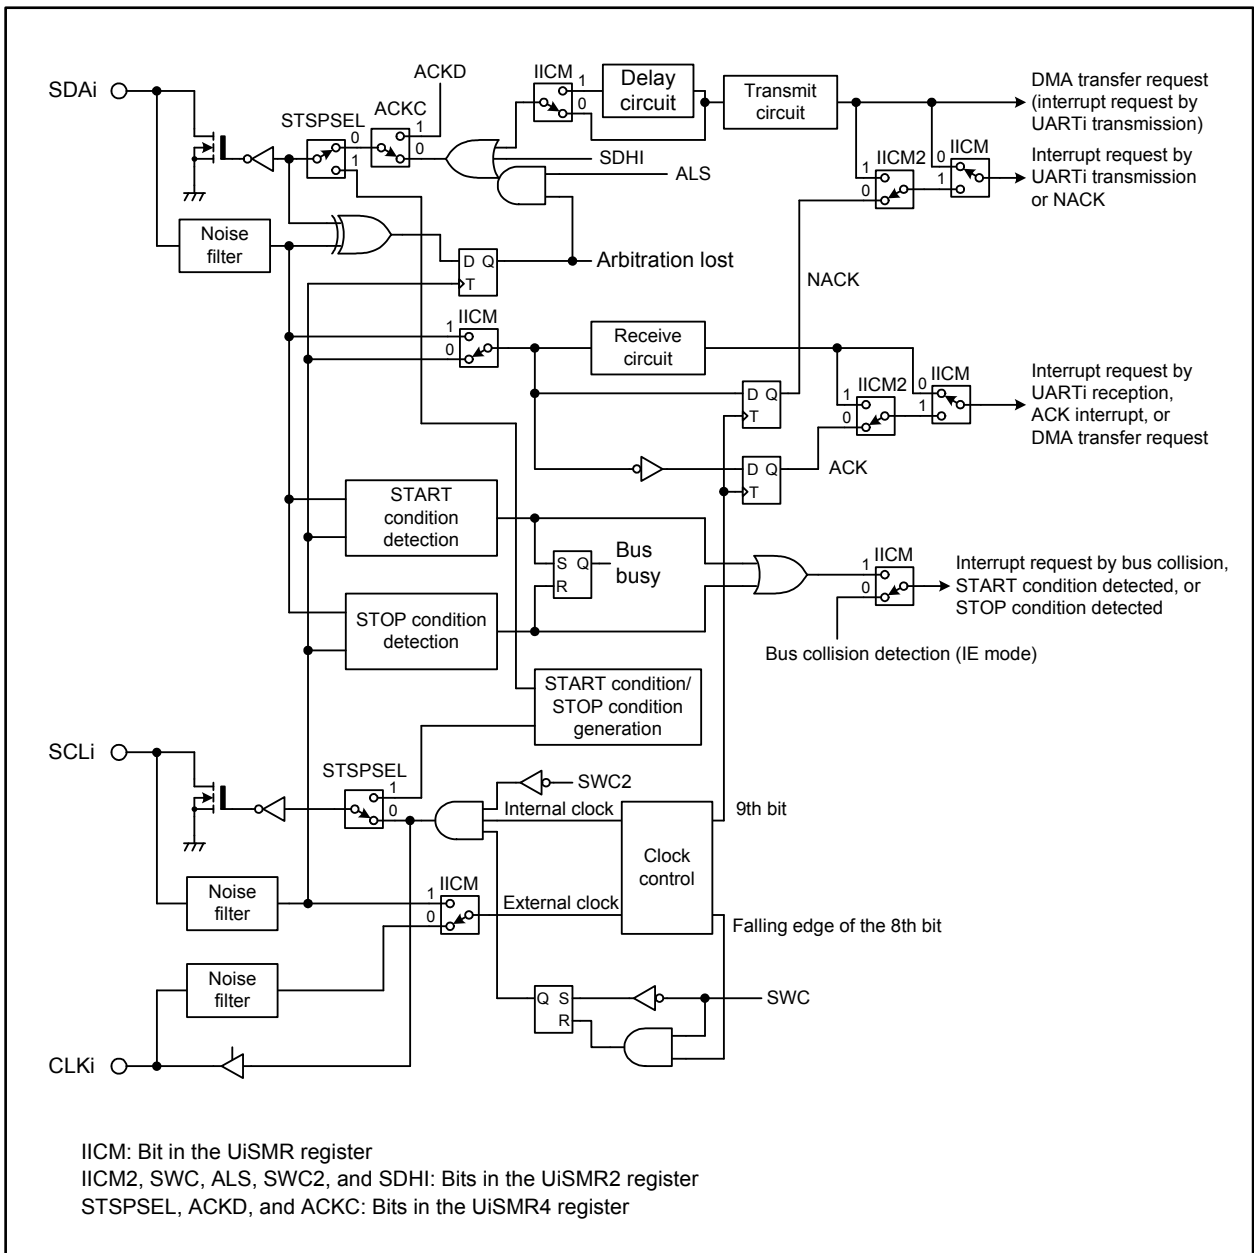 SDAi
ACKD
IICM
1
0
Delay
circuit
Transmit
circuit
DMA transfer request
(interrupt request by
UARTi transmission)
STSPSEL
0
1
ACKC
1
0
SDHI
ALS
IICM2
1
0
IICM
0
1
Interrupt request by
UARTi transmission
or NACK
Noise
filter
D Q
T
Arbitration lost
NACK
IICM
1
0
Receive
circuit
D Q
T
IICM2
1
0
IICM
0
1
Interrupt request by
UARTi reception,
ACK interrupt, or
DMA transfer request
D Q
T
ACK
START
condition
detection
S Q
R
Bus
busy
IICM
1
0
Interrupt request by bus collision,
START condition detected, or
STOP condition detected
STOP condition
detection
Bus collision detection (IE mode)
START condition/
STOP condition
generation
SCLi
STSPSEL
1
0
SWC2
Internal clock
Clock
control
9th bit
Noise
filter
IICM
1
0
External clock
Falling edge of the 8th bit
Noise
filter
Q S
R
SWC
CLKi
IICM: Bit in the UiSMR register
IICM2, SWC, ALS, SWC2, and SDHI: Bits in the UiSMR2 register
STSPSEL, ACKD, and ACKC: Bits in the UiSMR4 register